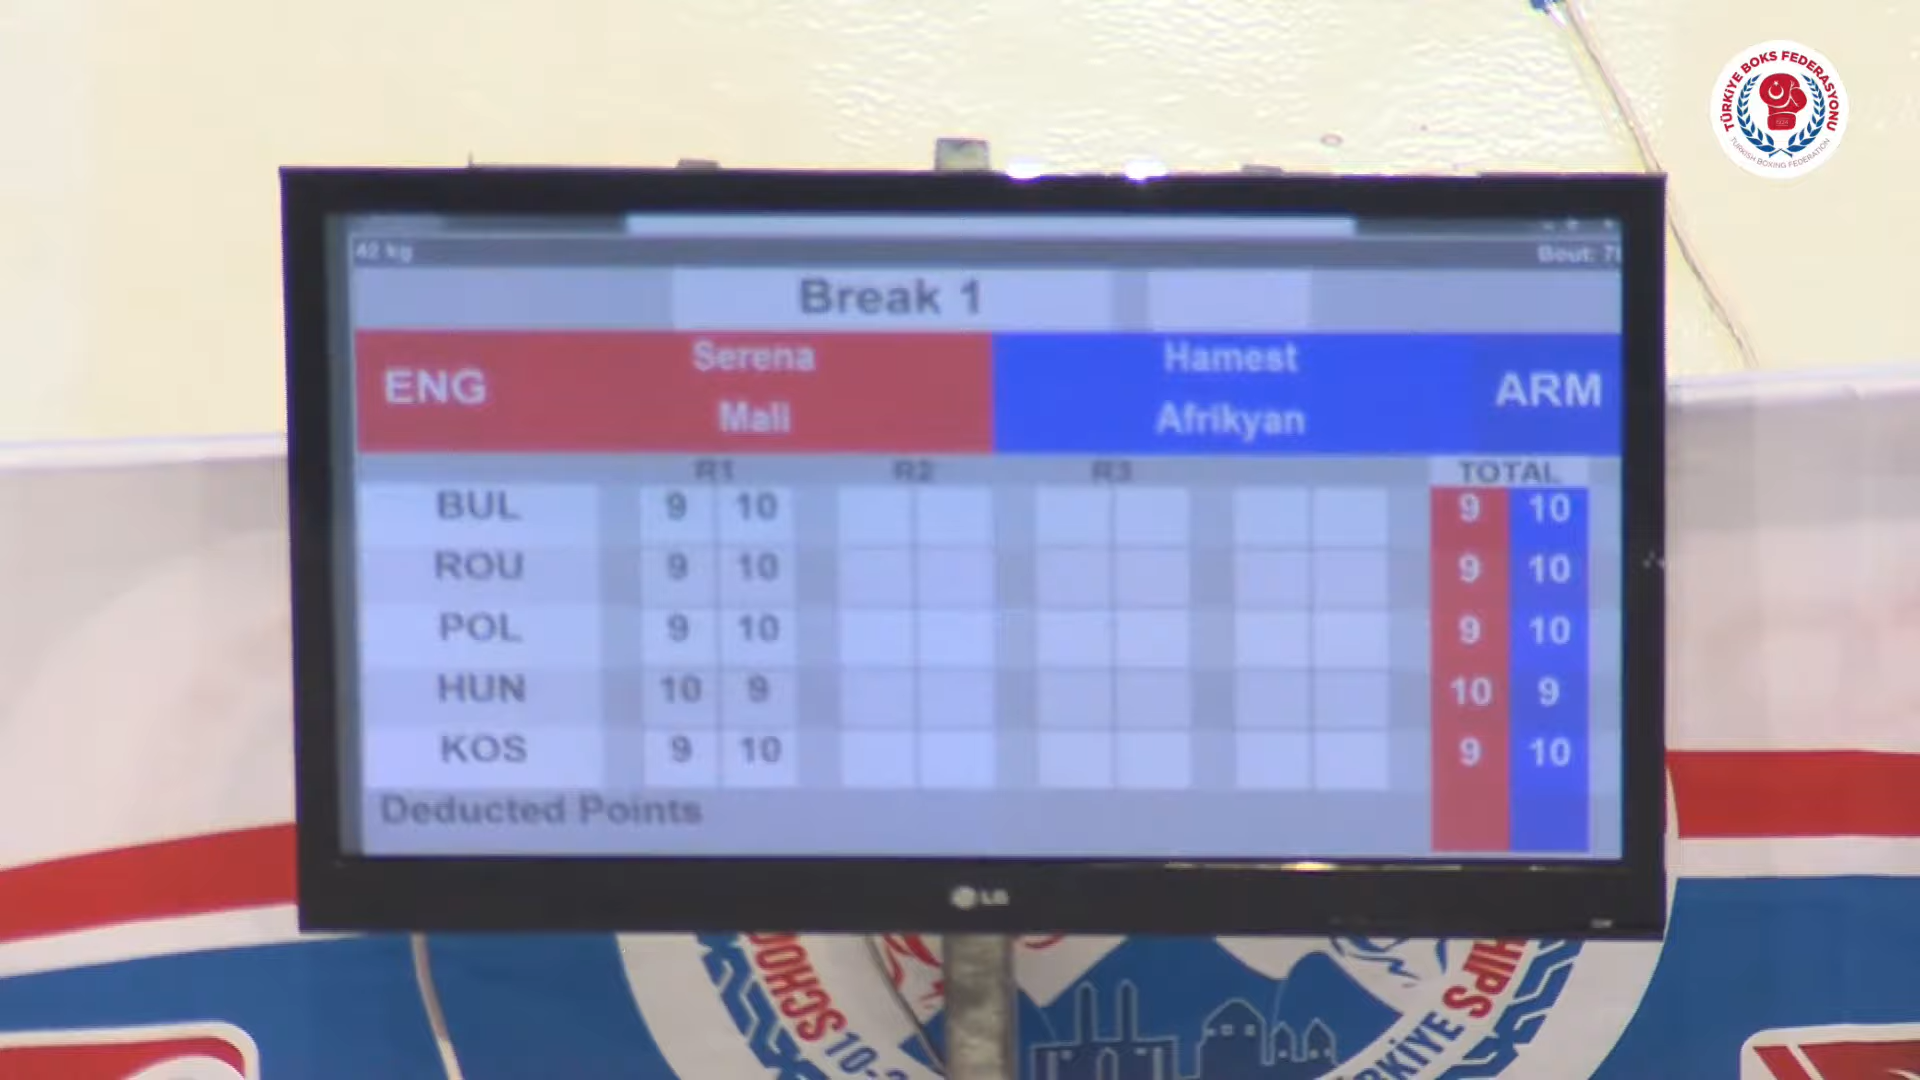 TÜRKİYE BOKS FEDERASYONU
TURKISH BOXING FEDERATION
42 kg
Bout:
Break 1
ENG Serena Mali
Hamest Afrikyan ARM
R1 R2 R3 TOTAL
BUL 9 10 9 10
ROU 9 10 9 10
POL 9 10 9 10
HUN 10 9 10 9
KOS 9 10 9 10
Deducted Points
LG